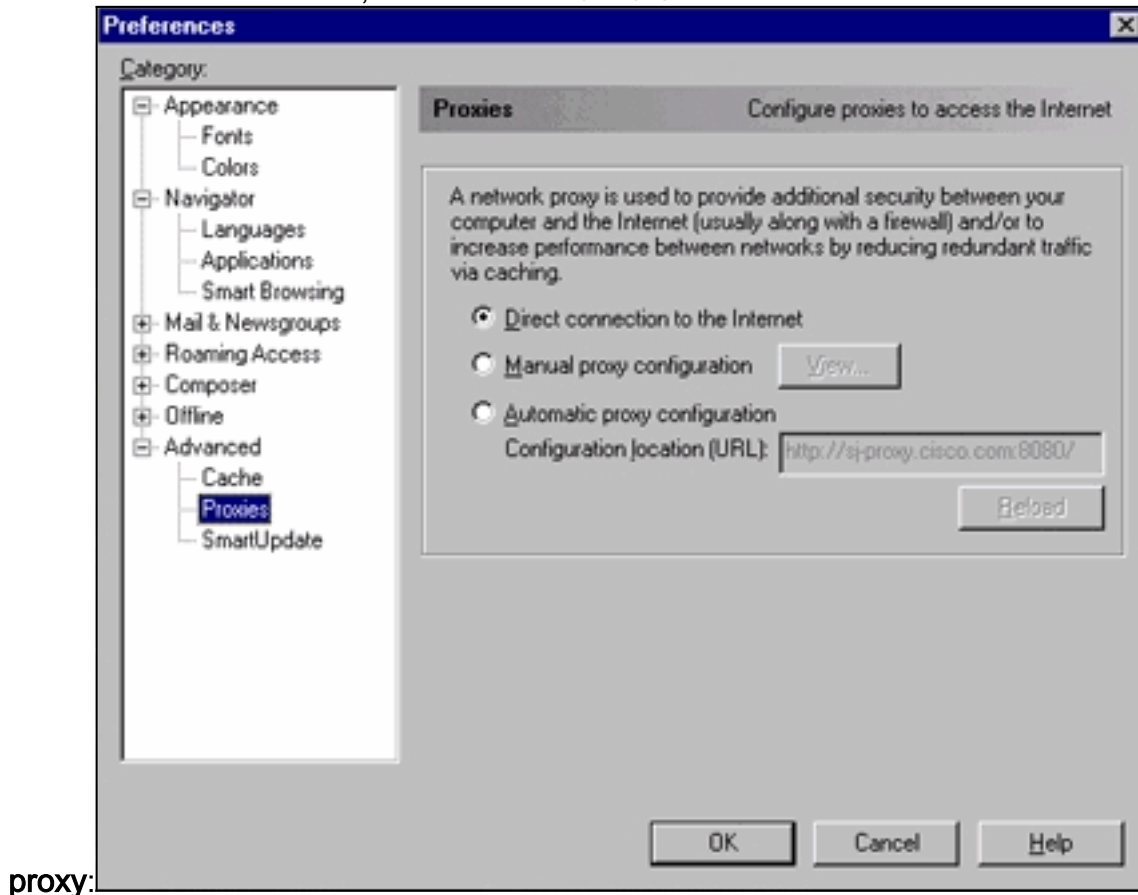 Preferences
Category:
Appearance
Fonts
Colors
Navigator
Languages
Applications
Smart Browsing
Mail & Newsgroups
Roaming Access
Composer
Offline
Advanced
Cache
Proxies
SmartUpdate
Proxies Configure proxies to access the Internet
A network proxy is used to provide additional security between your
computer and the Internet (usually along with a firewall) and/or to
increase performance between networks by reducing redundant traffic
via caching.
Direct connection to the Internet
Manual proxy configuration View...
Automatic proxy configuration
Configuration location (URL): http://sj-proxy.cisco.com:8080/
Reload
OK Cancel Help
proxy: